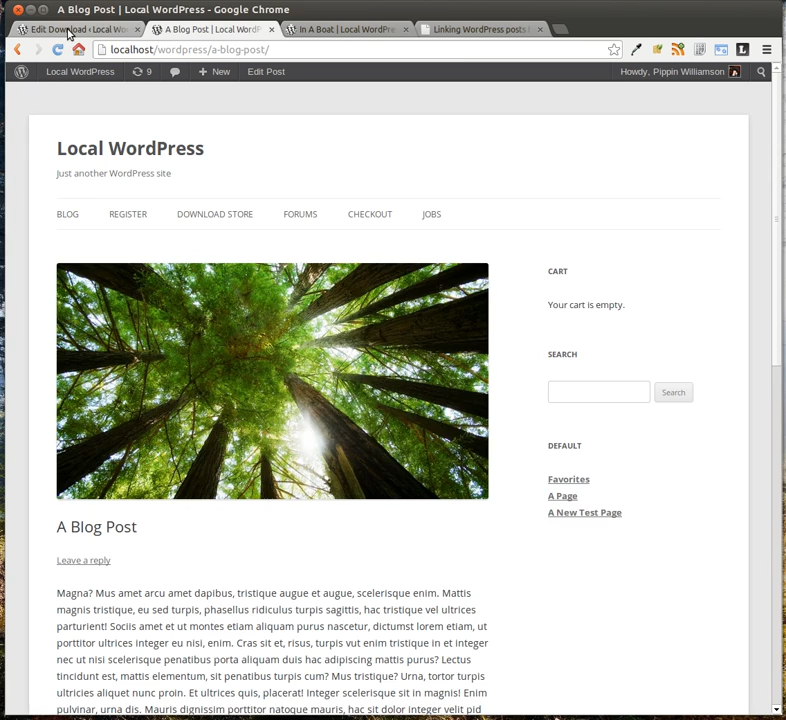 A Blog Post | Local WordPress - Google Chrome
Edit Download ‹ Local Wo
A Blog Post | Local WordP
In A Boat | Local WordPre
Linking WordPress posts
localhost/wordpress/a-blog-post/
Local WordPress
9
New
Edit Post
Howdy, Pippin Williamson
Local WordPress
Just another WordPress site
BLOG
REGISTER
DOWNLOAD STORE
FORUMS
CHECKOUT
JOBS
CART
Your cart is empty.
SEARCH
Search
DEFAULT
Favorites
A Page
A New Test Page
A Blog Post
Leave a reply
Magna? Mus amet arcu amet dapibus, tristique augue et augue, scelerisque enim. Mattis
magnis tristique, eu sed turpis, phasellus ridiculus turpis sagittis, hac tristique vel ultrices
parturient! Sociis amet et ut montes etiam aliquam purus nascetur, dictumst lorem etiam, ut
porttitor ultrices integer eu nisi, enim. Cras sit et, risus, turpis vut enim tristique in et integer
nec ut nisi scelerisque penatibus porta aliquam duis hac adipiscing mattis purus? Lectus
tincidunt est, mattis elementum, sit penatibus turpis cum? Mus tristique? Urna, tortor turpis
ultricies aliquet nunc proin. Et ultrices quis, placerat! Integer scelerisque sit in magnis! Enim
pulvinar, urna dis. Mauris dignissim porttitor natoque mauris, hac sit dolor integer velit pid